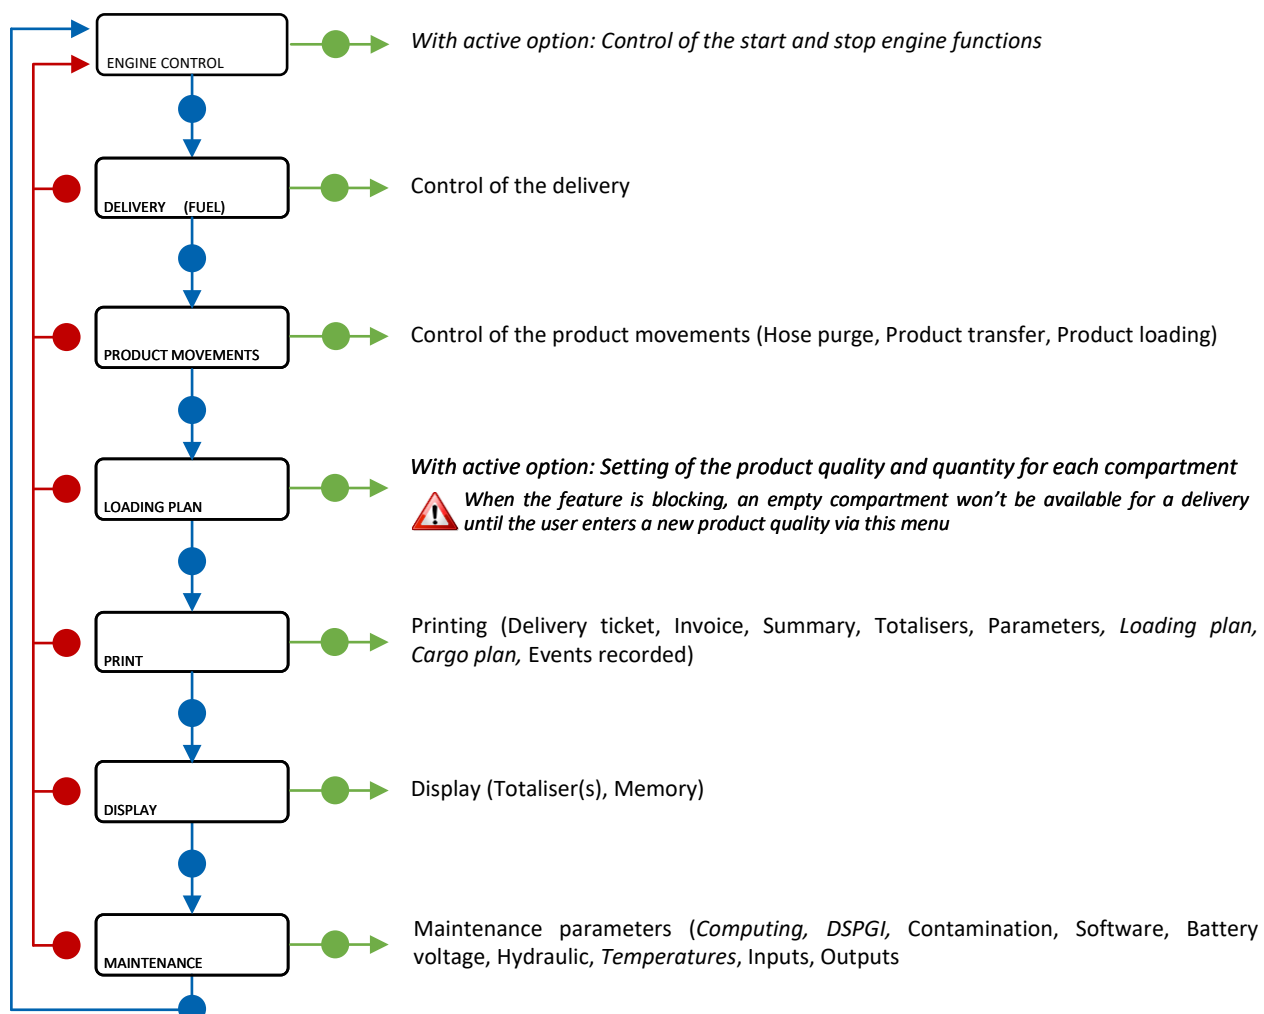 With active option: Control of the start and stop engine functions
ENGINE CONTROL
Control of the delivery
DELIVERY (FUEL)
Control of the product movements (Hose purge, Product transfer, Product loading)
PRODUCT MOVEMENTS
With active option: Setting of the product quality and quantity for each compartment
When the feature is blocking, an empty compartment won’t be available for a delivery
until the user enters a new product quality via this menu
LOADING PLAN
Printing (Delivery ticket, Invoice, Summary, Totalisers, Parameters, Loading plan,
Cargo plan, Events recorded)
PRINT
Display (Totaliser(s), Memory)
DISPLAY
Maintenance parameters (Computing, DSPGI, Contamination, Software, Battery
voltage, Hydraulic, Temperatures, Inputs, Outputs
MAINTENANCE